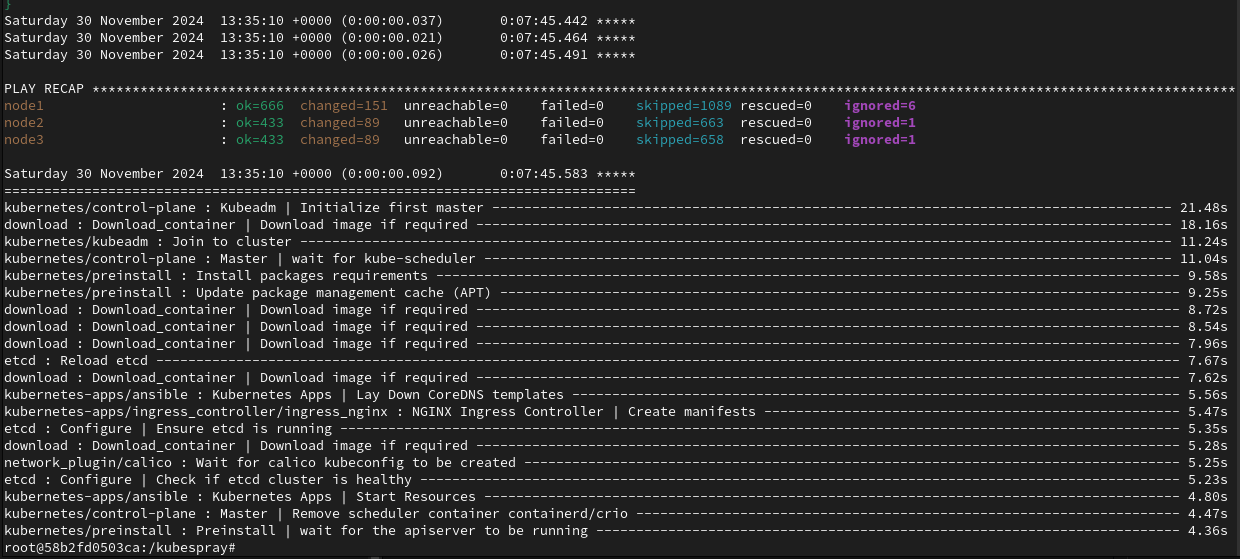 }
Saturday 30 November 2024  13:35:10 +0000 (0:00:00.037)       0:07:45.442 *****
Saturday 30 November 2024  13:35:10 +0000 (0:00:00.021)       0:07:45.464 *****
Saturday 30 November 2024  13:35:10 +0000 (0:00:00.026)       0:07:45.491 *****
PLAY RECAP **********************************************************************************************************************************************
node1                      : ok=666  changed=151  unreachable=0    failed=0    skipped=1089 rescued=0    ignored=6
node2                      : ok=433  changed=89   unreachable=0    failed=0    skipped=663  rescued=0    ignored=1
node3                      : ok=433  changed=89   unreachable=0    failed=0    skipped=658  rescued=0    ignored=1
Saturday 30 November 2024  13:35:10 +0000 (0:00:00.092)       0:07:45.583 *****
===============================================================================
kubernetes/control-plane : Kubeadm | Initialize first master ------------------------------------------------------------------------------------- 21.48s
download : Download_container | Download image if required --------------------------------------------------------------------------------------- 18.16s
kubernetes/kubeadm : Join to cluster ------------------------------------------------------------------------------------------------------------- 11.24s
kubernetes/control-plane : Master | wait for kube-scheduler -------------------------------------------------------------------------------------- 11.04s
kubernetes/preinstall : Install packages requirements --------------------------------------------------------------------------------------------- 9.58s
kubernetes/preinstall : Update package management cache (APT) ------------------------------------------------------------------------------------- 9.25s
download : Download_container | Download image if required ---------------------------------------------------------------------------------------- 8.72s
download : Download_container | Download image if required ---------------------------------------------------------------------------------------- 8.54s
download : Download_container | Download image if required ---------------------------------------------------------------------------------------- 7.96s
etcd : Reload etcd -------------------------------------------------------------------------------------------------------------------------------- 7.67s
download : Download_container | Download image if required ---------------------------------------------------------------------------------------- 7.62s
kubernetes-apps/ansible : Kubernetes Apps | Lay Down CoreDNS templates ---------------------------------------------------------------------------- 5.56s
kubernetes-apps/ingress_controller/ingress_nginx : NGINX Ingress Controller | Create manifests ---------------------------------------------------- 5.47s
etcd : Configure | Ensure etcd is running --------------------------------------------------------------------------------------------------------- 5.35s
download : Download_container | Download image if required ---------------------------------------------------------------------------------------- 5.28s
network_plugin/calico : Wait for calico kubeconfig to be created ---------------------------------------------------------------------------------- 5.25s
etcd : Configure | Check if etcd cluster is healthy ----------------------------------------------------------------------------------------------- 5.23s
kubernetes-apps/ansible : Kubernetes Apps | Start Resources --------------------------------------------------------------------------------------- 4.80s
kubernetes/control-plane : Master | Remove scheduler container containerd/crio -------------------------------------------------------------------- 4.47s
kubernetes/preinstall : Preinstall | wait for the apiserver to be running ------------------------------------------------------------------------- 4.36s
root@58b2fd0503ca:/kubespray#